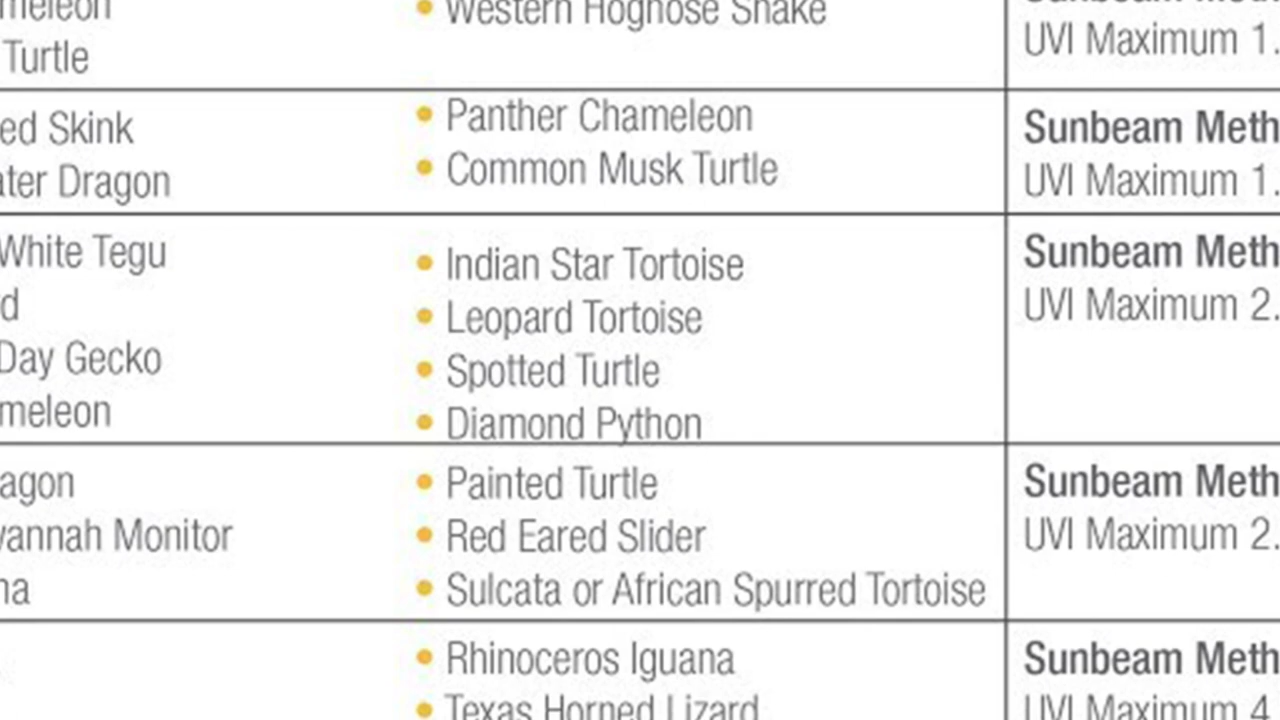 Western Hognose Snake
Turtle
UVI Maximum 1.
ed Skink
Panther Chameleon
Sunbeam Meth
ter Dragon
Common Musk Turtle
UVI Maximum 1.
White Tegu
Indian Star Tortoise
Sunbeam Meth
d
Leopard Tortoise
UVI Maximum 2.
Day Gecko
Spotted Turtle
meleon
Diamond Python
agon
Painted Turtle
Sunbeam Meth
vannah Monitor
Red Eared Slider
UVI Maximum 2.
na
Sulcata or African Spurred Tortoise
Rhinoceros Iguana
Sunbeam Meth
Texas Horned Lizard
UVI Maximum 4